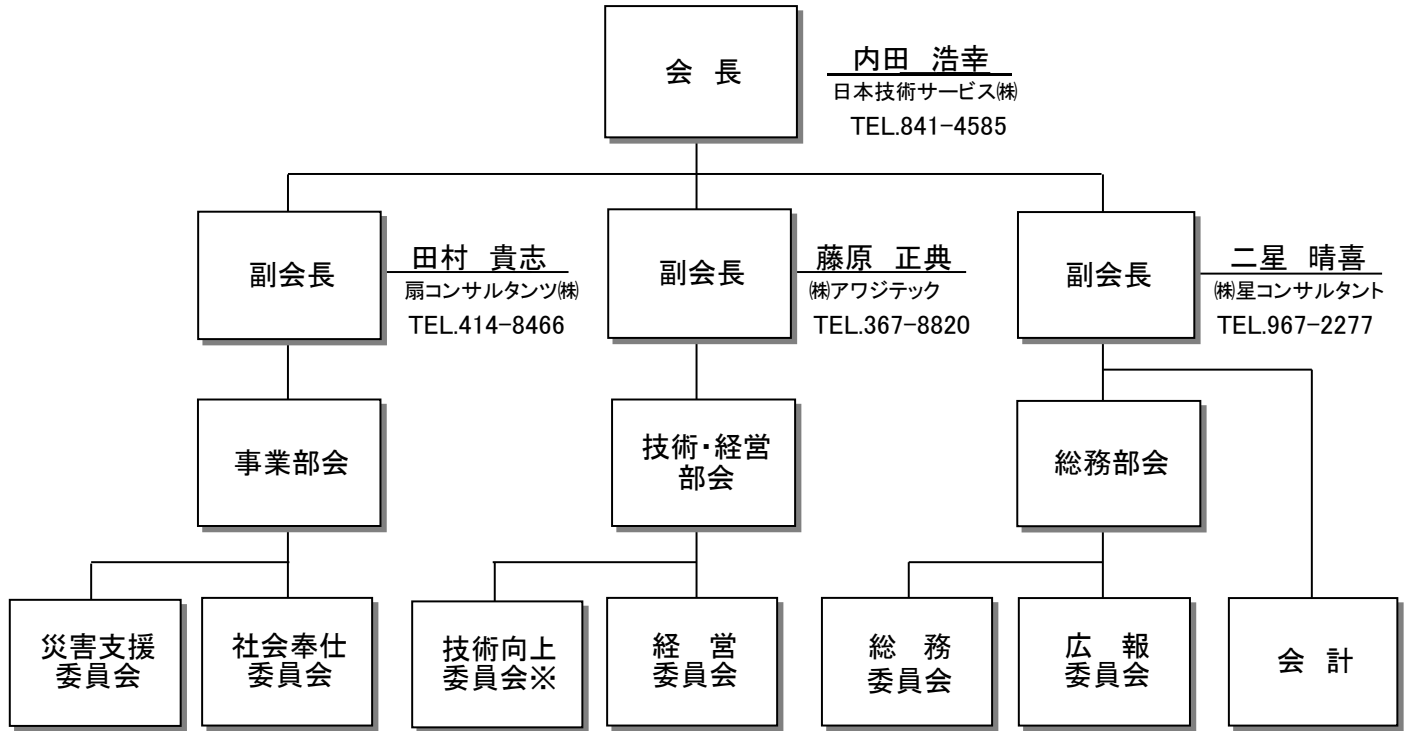 会 長
内田 浩幸
日本技術サービス㈱
TEL.841-4585
副会長
田村 貴志
扇コンサルタンツ㈱
TEL.414-8466
副会長
藤原 正典
㈱アワジテック
TEL.367-8820
副会長
二星 晴喜
㈱星コンサルタント
TEL.967-2277
事業部会
技術・経営
部会
総務部会
災害支援
委員会
社会奉仕
委員会
技術向上
委員会※
経 営
委員会
総 務
委員会
広 報
委員会
会 計